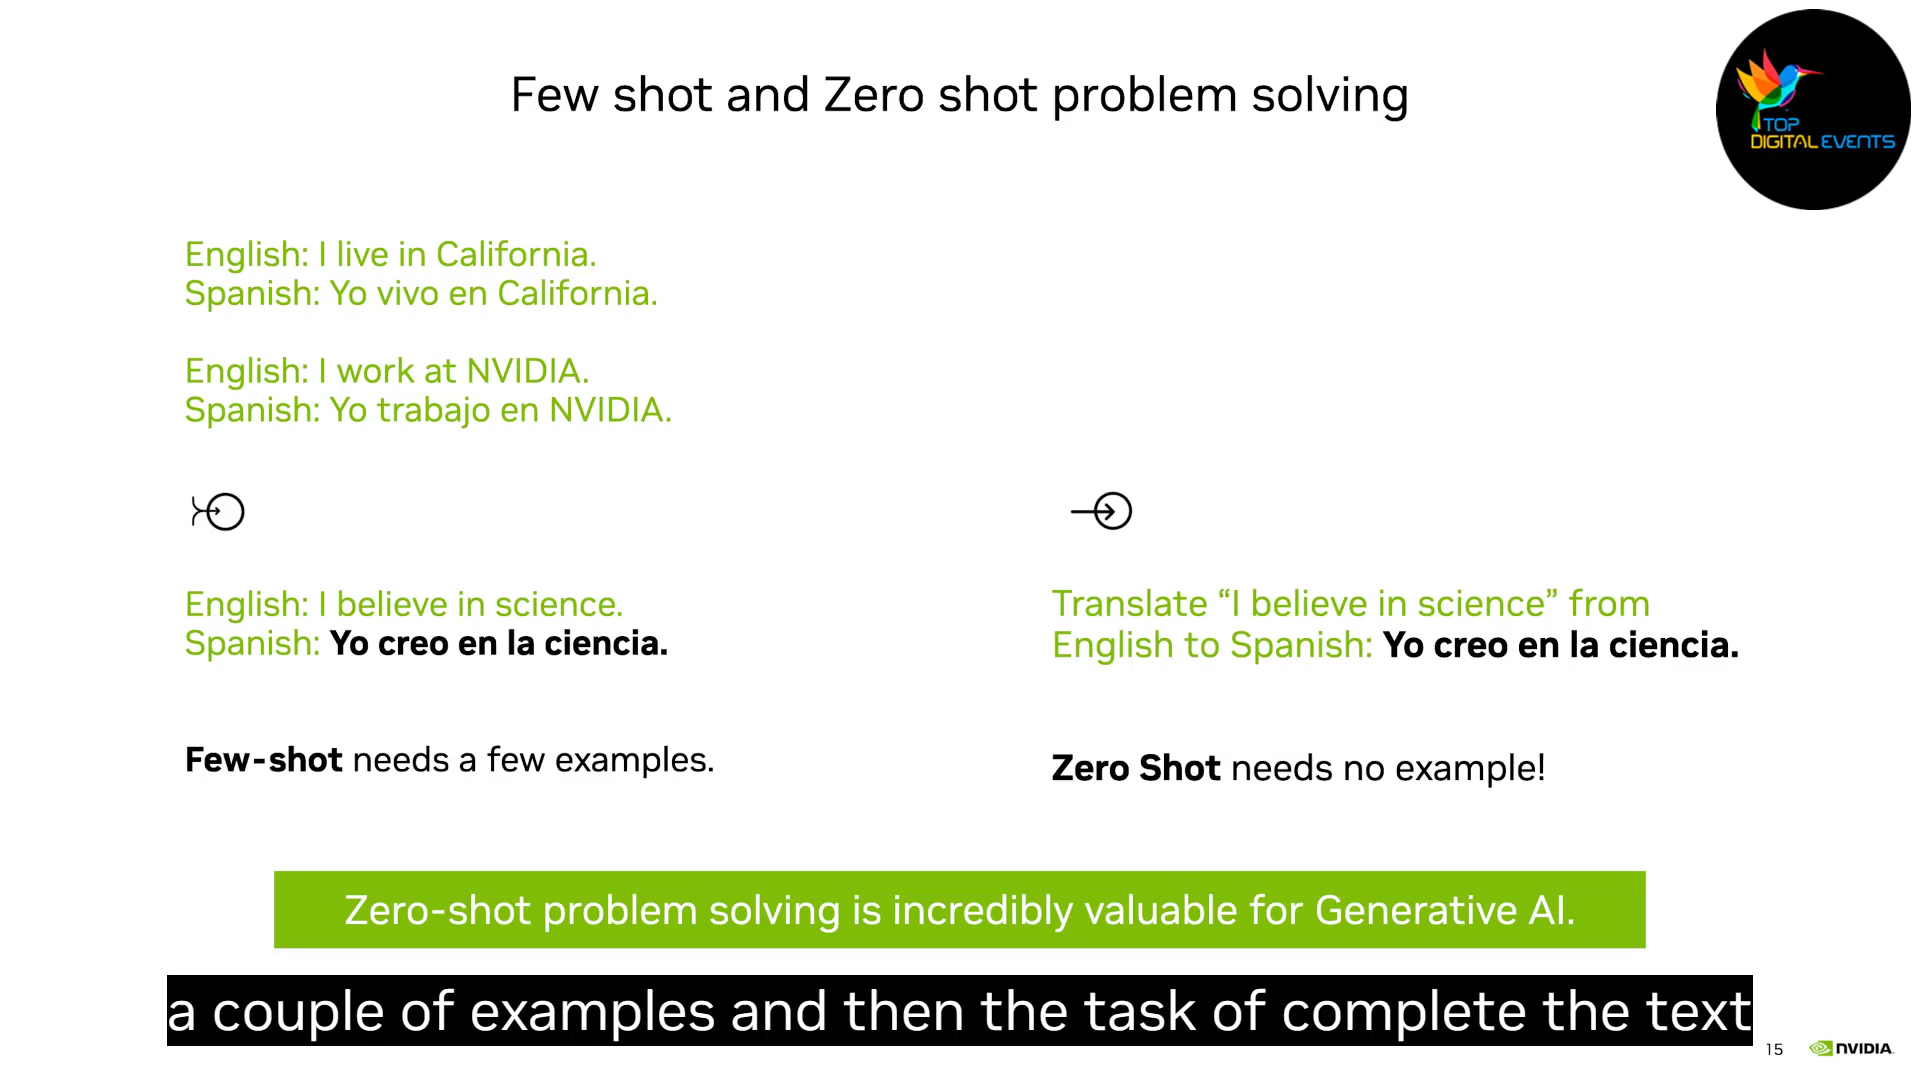 Few shot and Zero shot problem solving
TOP
DIGITAL EVENTS
English: I live in California.
Spanish: Yo vivo en California.
English: I work at NVIDIA.
Spanish: Yo trabajo en NVIDIA.
English: I believe in science.
Spanish: Yo creo en la ciencia.
Few-shot needs a few examples.
Translate “I believe in science” from
English to Spanish: Yo creo en la ciencia.
Zero Shot needs no example!
Zero-shot problem solving is incredibly valuable for Generative AI.
a couple of examples and then the task of complete the text
15
NVIDIA